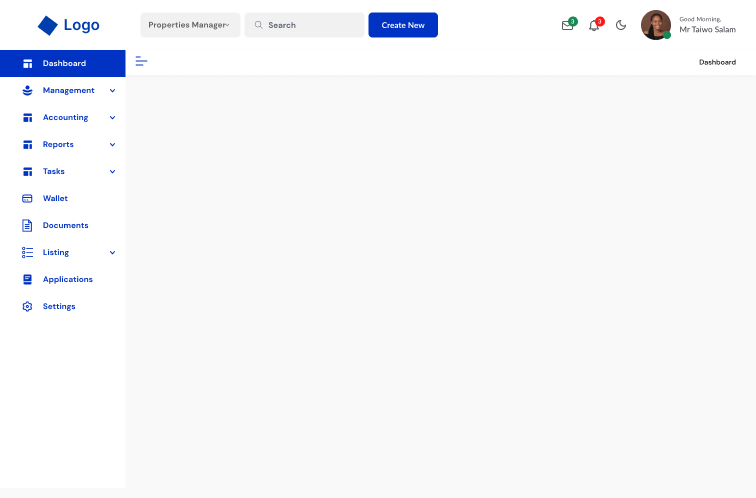 Logo
Properties Manager
Search
Create New
3
3
Good Morning,
Mr Taiwo Salam
Dashboard
Dashboard
Management
Accounting
Reports
Tasks
Wallet
Documents
Listing
Applications
Settings